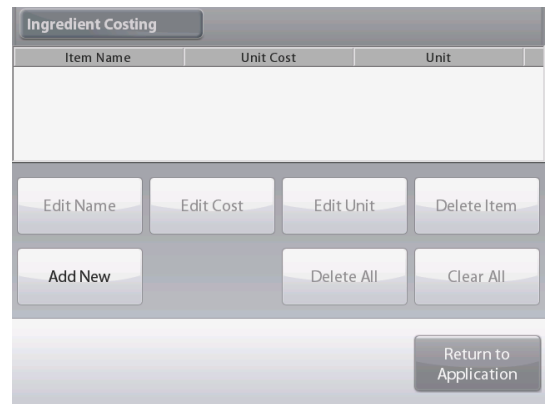 Ingredient Costing
Item Name Unit Cost Unit
Edit Name Edit Cost Edit Unit Delete Item
Add New Delete All Clear All
Return to
Application